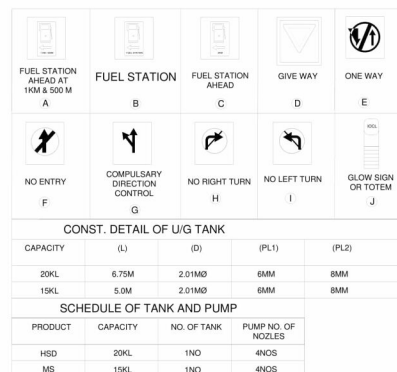 FUEL STATION
AHEAD AT
1KM & 500 M
A
FUEL STATION
B
FUEL STATION
AHEAD
C
GIVE WAY
D
ONE WAY
E
NO ENTRY
F
COMPULSARY
DIRECTION
CONTROL
G
NO RIGHT TURN
H
NO LEFT TURN
I
IOCL
GLOW SIGN
OR TOTEM
J
CONST. DETAIL OF U/G TANK
CAPACITY (L) (D) (PL1) (PL2)
20KL 6.75M 2.01MØ 6MM 8MM
15KL 5.0M 2.01MØ 6MM 8MM
SCHEDULE OF TANK AND PUMP
PRODUCT CAPACITY NO. OF TANK PUMP NO. OF
NOZLES
HSD 20KL 1NO 4NOS
MS 15KL 1NO 4NOS